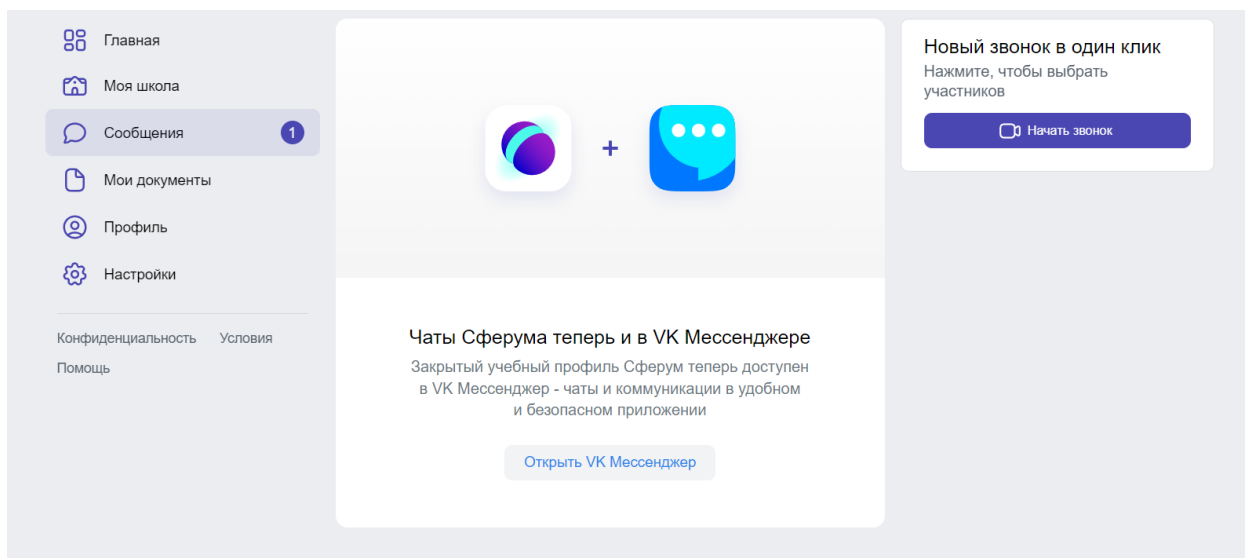 Главная
Моя школа
Сообщения
1
Мои документы
Профиль
Настройки
Конфиденциальность Условия
Помощь
Чаты Сферума теперь и в VK Мессенджере
Закрытый учебный профиль Сферум теперь доступен
в VK Мессенджер - чаты и коммуникации в удобном
и безопасном приложении
Открыть VK Мессенджер
Новый звонок в один клик
Нажмите, чтобы выбрать
участников
Начать звонок